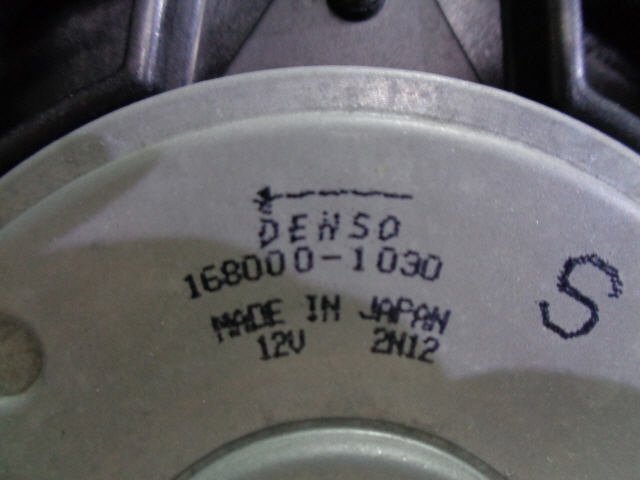 DENSO
168000-1030
MADE IN JAPAN
12V 2N12
S